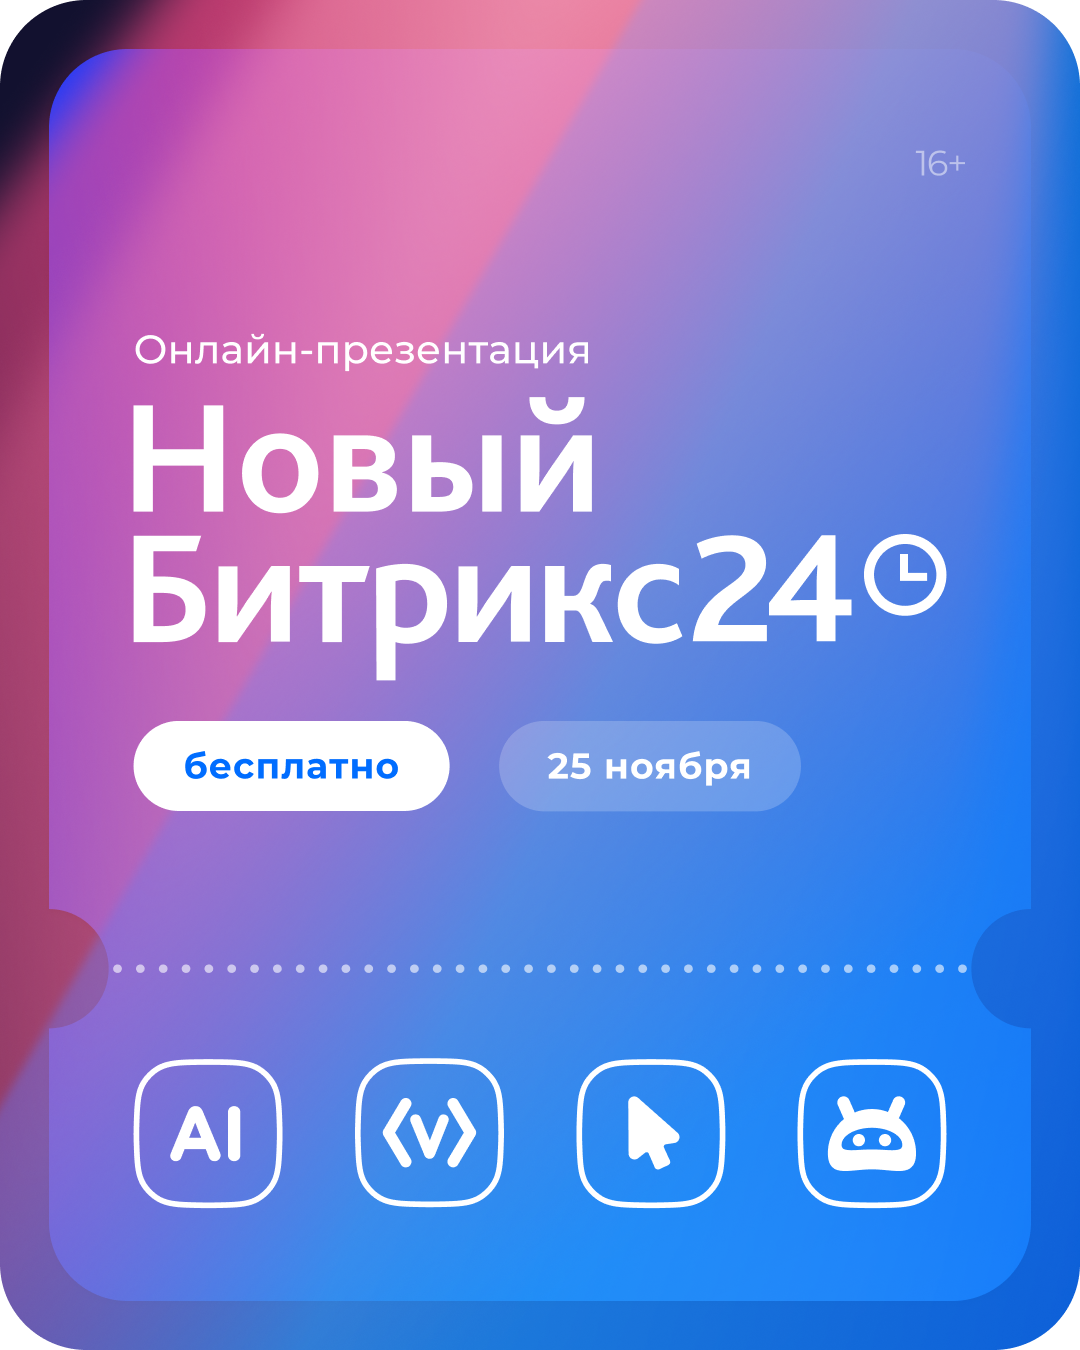 16+
Онлайн-презентация
Новый
Битрикс24
бесплатно
25 ноября
AI